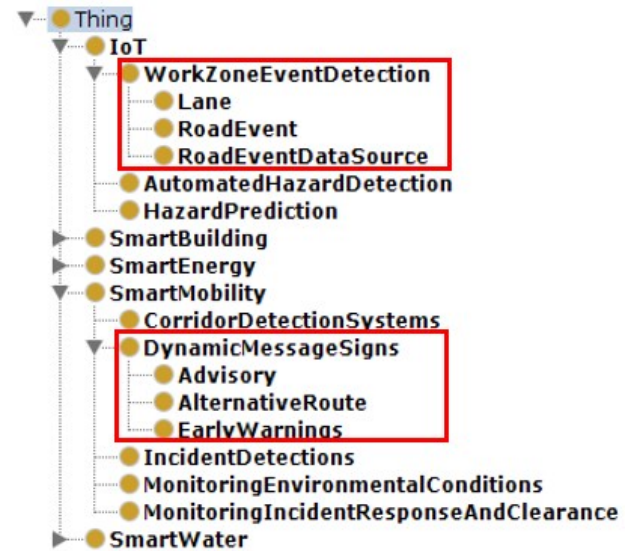 Thing
IoT
WorkZoneEventDetection
Lane
RoadEvent
RoadEventDataSource
AutomatedHazardDetection
HazardPrediction
SmartBuilding
SmartEnergy
SmartMobility
CorridorDetectionSystems
DynamicMessageSigns
Advisory
AlternativeRoute
EarlyWarnings
IncidentDetections
MonitoringEnvironmentalConditions
MonitoringIncidentResponseAndClearance
SmartWater